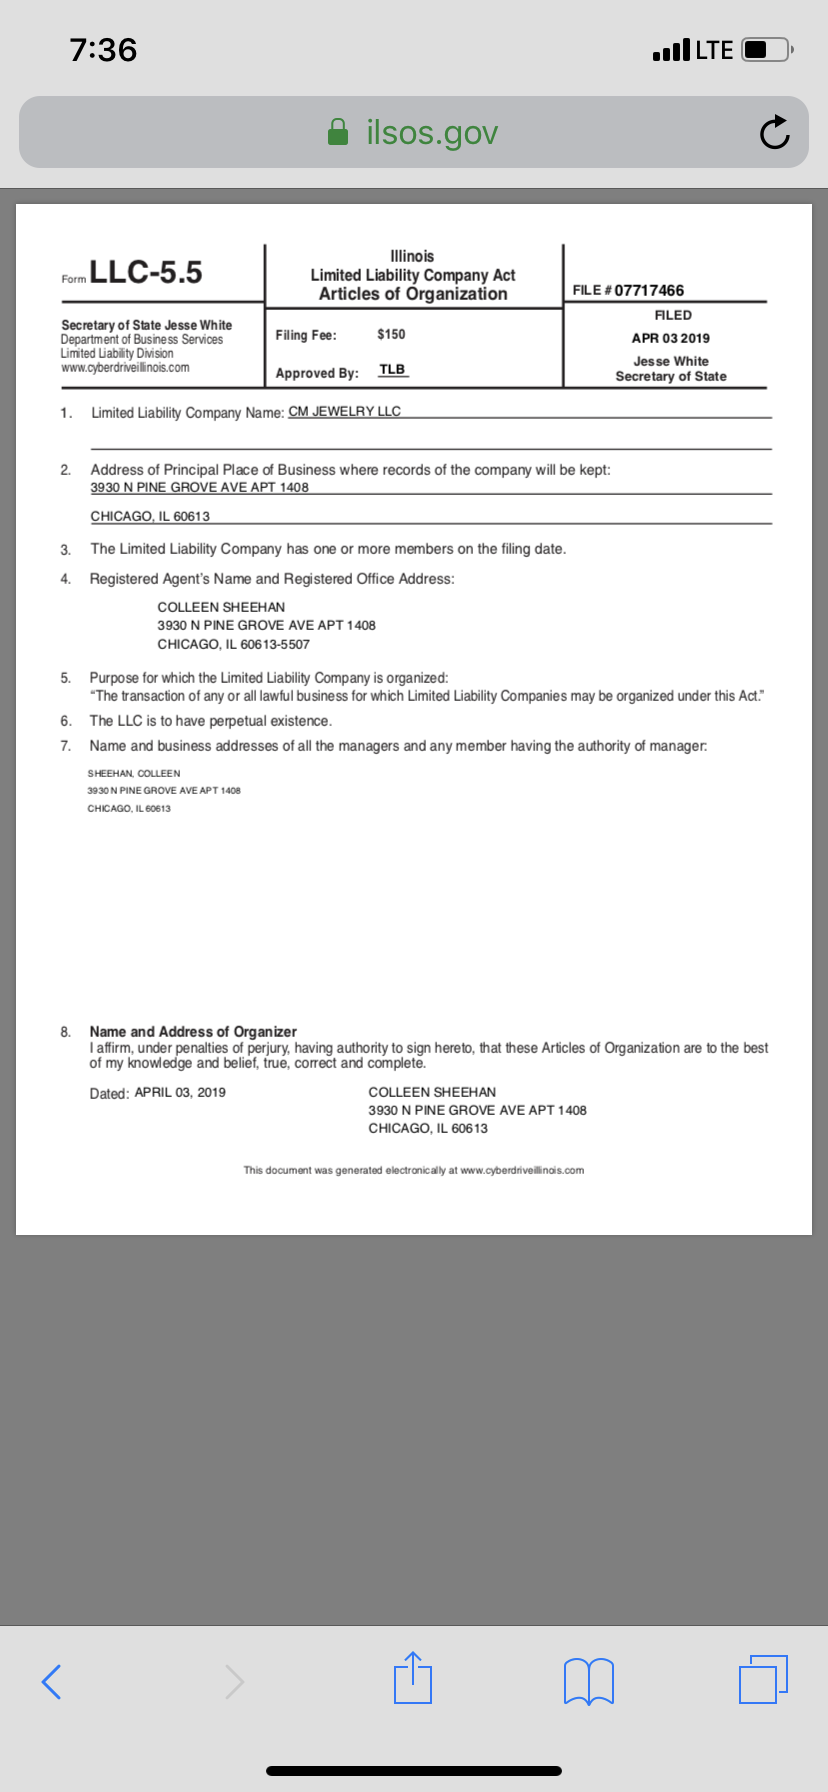 7:36
LTE
ilsos.gov
Form LLC-5.5
Illinois
Limited Liability Company Act
Articles of Organization
FILE # 07717466
Secretary of State Jesse White
Department of Business Services
Limited Liability Division
www.cyberdriveillinois.com
Filing Fee: $150
Approved By: TLB
FILED
APR 03 2019
Jesse White
Secretary of State
1. Limited Liability Company Name: CM JEWELRY LLC
2. Address of Principal Place of Business where records of the company will be kept:
3930 N PINE GROVE AVE APT 1408
CHICAGO, IL 60613
3. The Limited Liability Company has one or more members on the filing date.
4. Registered Agent's Name and Registered Office Address:
COLLEEN SHEEHAN
3930 N PINE GROVE AVE APT 1408
CHICAGO, IL 60613-5507
5. Purpose for which the Limited Liability Company is organized:
“The transaction of any or all lawful business for which Limited Liability Companies may be organized under this Act.”
6. The LLC is to have perpetual existence.
7. Name and business addresses of all the managers and any member having the authority of manager:
SHEEHAN, COLLEEN
3930 N PINE GROVE AVE APT 1408
CHICAGO, IL 60613
8. Name and Address of Organizer
I affirm, under penalties of perjury, having authority to sign hereto, that these Articles of Organization are to the best
of my knowledge and belief, true, correct and complete.
Dated: APRIL 03, 2019
COLLEEN SHEEHAN
3930 N PINE GROVE AVE APT 1408
CHICAGO, IL 60613
This document was generated electronically at www.cyberdriveillinois.com